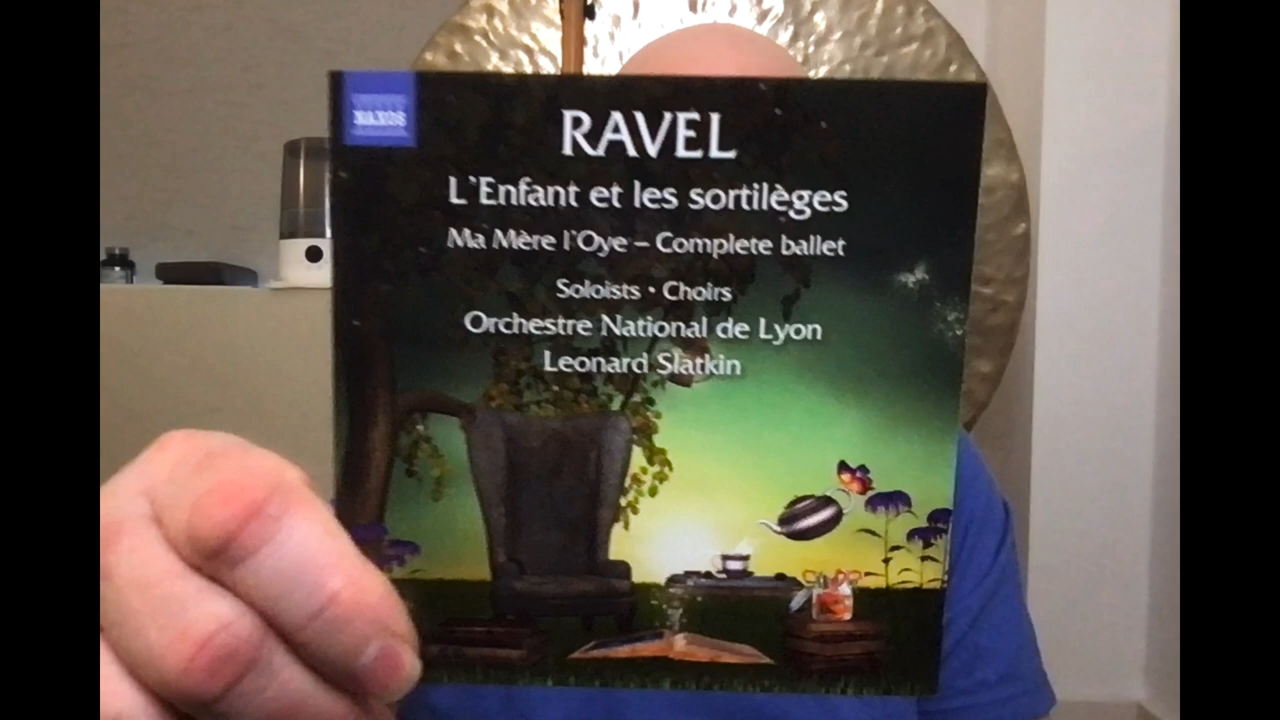 NAXOS
RAVEL
L'Enfant et les sortilèges
Ma Mère l'Oye – Complete ballet
Soloists • Choirs
Orchestre National de Lyon
Leonard Slatkin